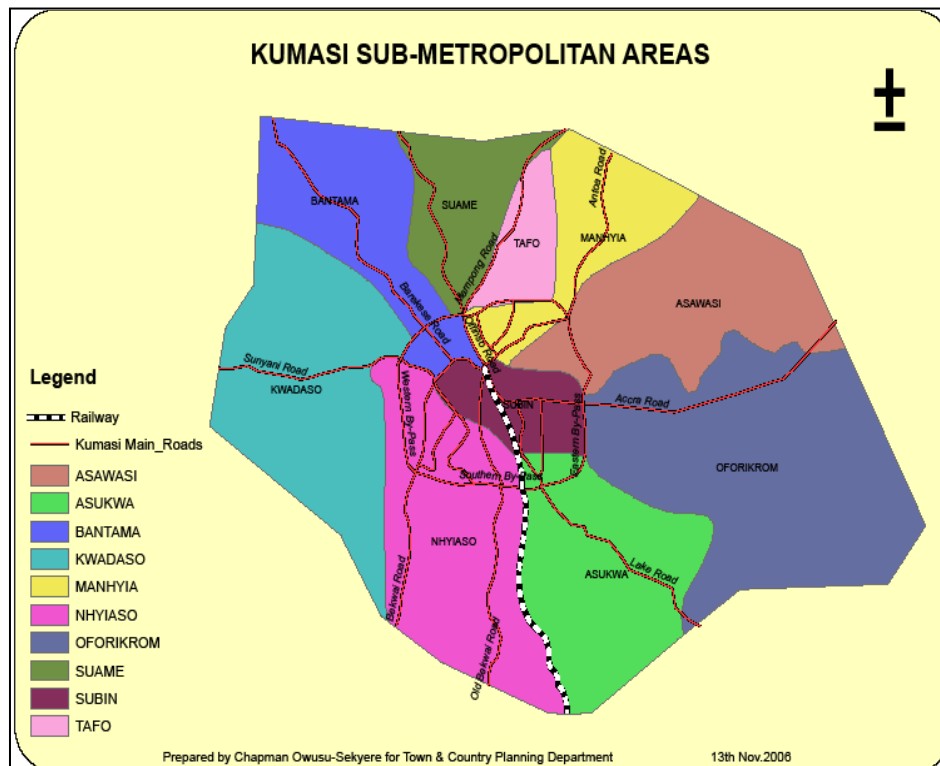 KUMASI SUB-METROPOLITAN AREAS
BANTAMA
SUAME
TAFO
MANHYIA
Antoa Road
Mampong Road
ASAWASI
Barekese Road
Offinso Road
Sunyani Road
KWADASO
Western By-Pass
SUBIN
Accra Road
Eastern By-Pass
OFORIKROM
Southern By-Pass
NHYIASO
ASUKWA
Lake Road
Bekwai Road
Old Bekwai Road
Legend
Railway
Kumasi Main_Roads
ASAWASI
ASUKWA
BANTAMA
KWADASO
MANHYIA
NHYIASO
OFORIKROM
SUAME
SUBIN
TAFO
Prepared by Chapman Owusu-Sekyere for Town & Country Planning Department 13th Nov.2006